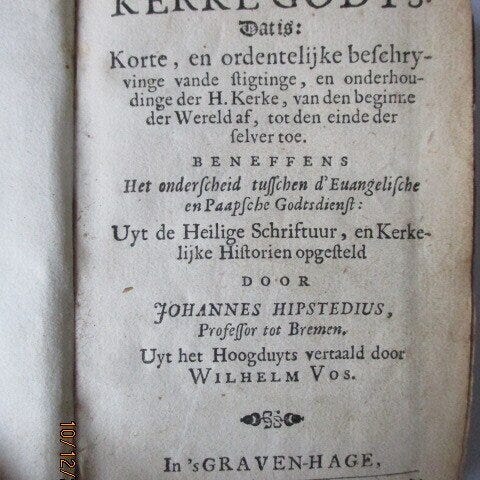 KERKE GODTS.
Datis:
Korte, en ordentelijke beſchry-
vinge vande ſtigtinge, en onderhou-
dinge der H. Kerke, van den beginne
der Wereld af, tot den einde der
ſelver toe.
BENEFFENS
Het onderſcheid tuſſchen d'Euangeliſche
en Paapſche Godtsdienſt:
Uyt de Heilige Schriftuur, en Kerke-
lijke Hiſtorien opgeſteld
DOOR
JOHANNES HIPSTEDIUS,
Profeſſor tot Bremen.
Uyt het Hoogduyts vertaald door
WILHELM VOS.
In 'sGRAVEN-HAGE,